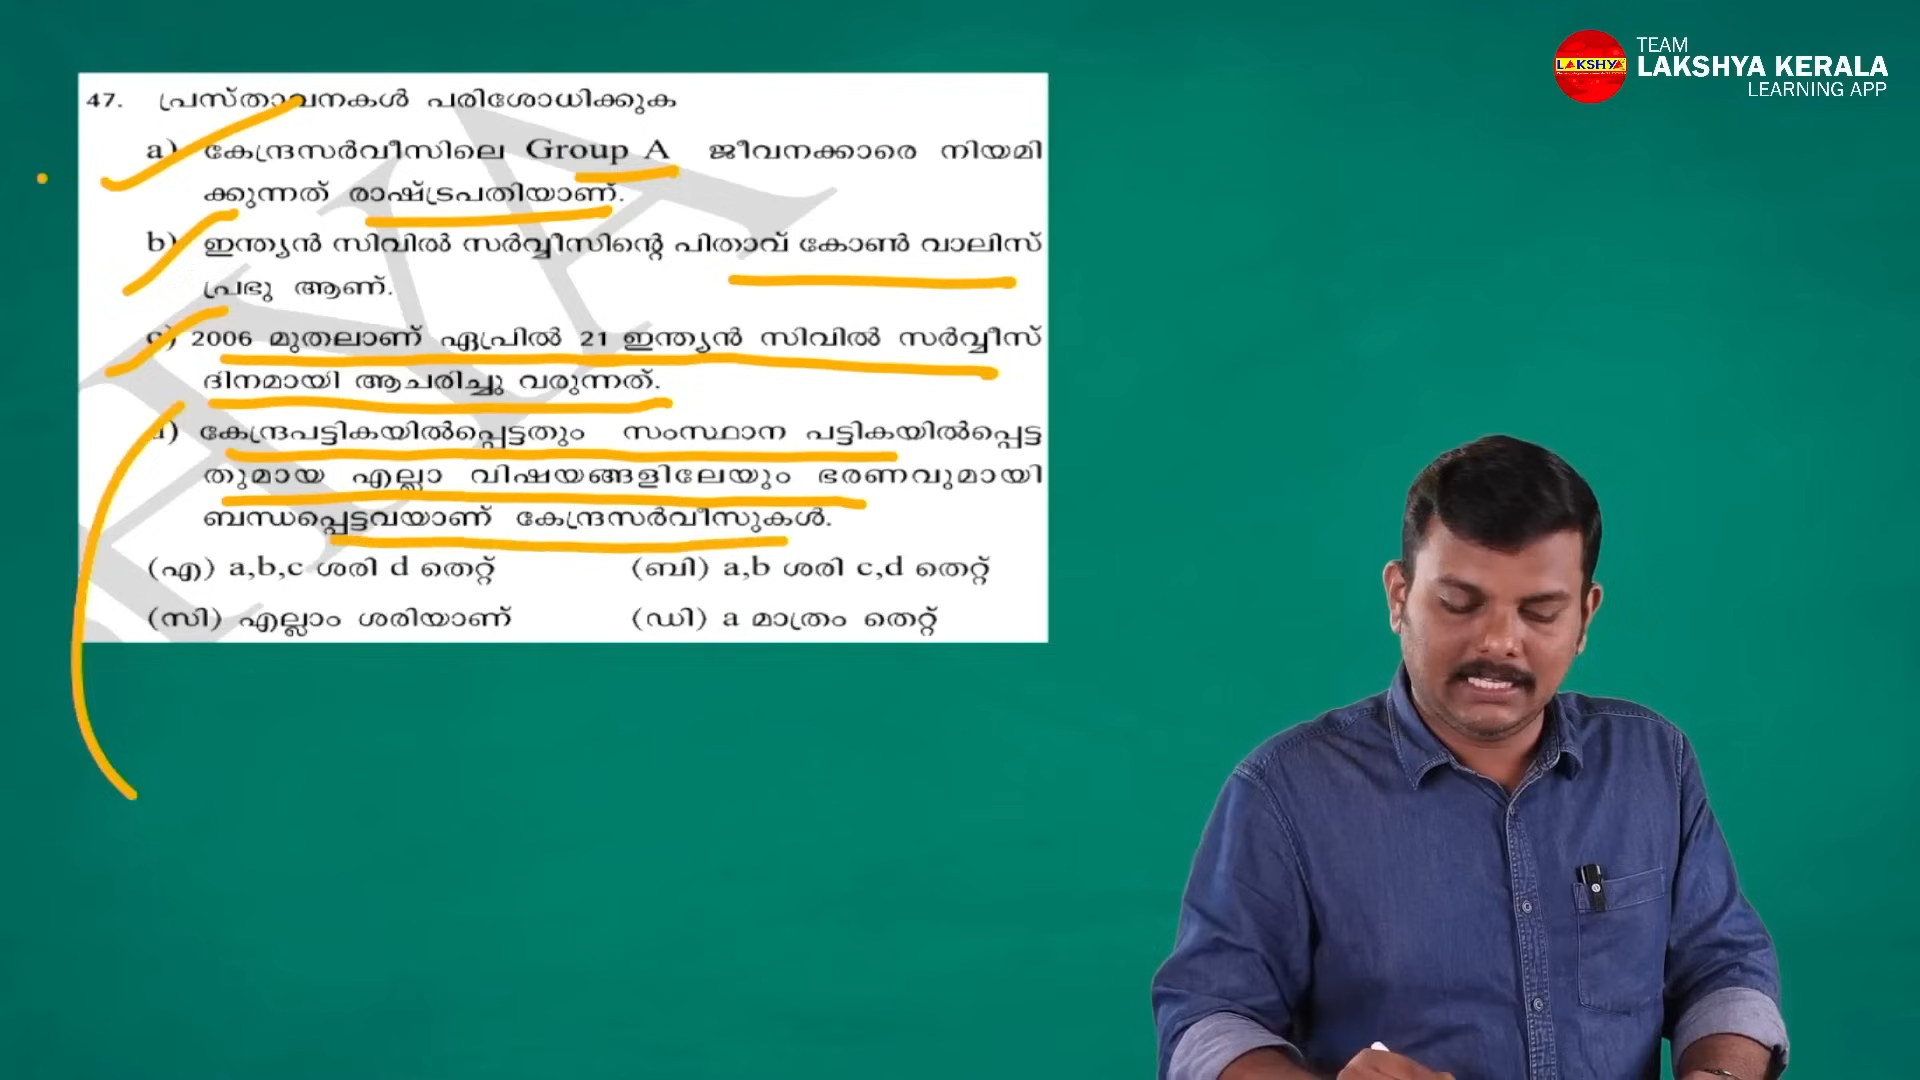 TEAM
LAKSHYA KERALA
LEARNING APP
LAKSHYA
47. പ്രസ്താവനകൾ പരിശോധിക്കുക
a) കേന്ദ്രസർവീസിലെ Group A ജീവനക്കാരെ നിയമി
ക്കുന്നത് രാഷ്ട്രപതിയാണ്.
b) ഇന്ത്യൻ സിവിൽ സർവ്വീസിന്റെ പിതാവ് കോൺ വാലിസ്
പ്രഭു ആണ്.
c) 2006 മുതലാണ് ഏപ്രിൽ 21 ഇന്ത്യൻ സിവിൽ സർവ്വീസ്
ദിനമായി ആചരിച്ചു വരുന്നത്.
d) കേന്ദ്രപട്ടികയിൽപ്പെട്ടതും സംസ്ഥാന പട്ടികയിൽപ്പെട്ട
തുമായ എല്ലാ വിഷയങ്ങളിലേയും ഭരണവുമായി
ബന്ധപ്പെട്ടവയാണ് കേന്ദ്രസർവീസുകൾ.
(എ) a,b,c ശരി d തെറ്റ് (ബി) a,b ശരി c,d തെറ്റ്
(സി) എല്ലാം ശരിയാണ് (ഡി) a മാത്രം തെറ്റ്